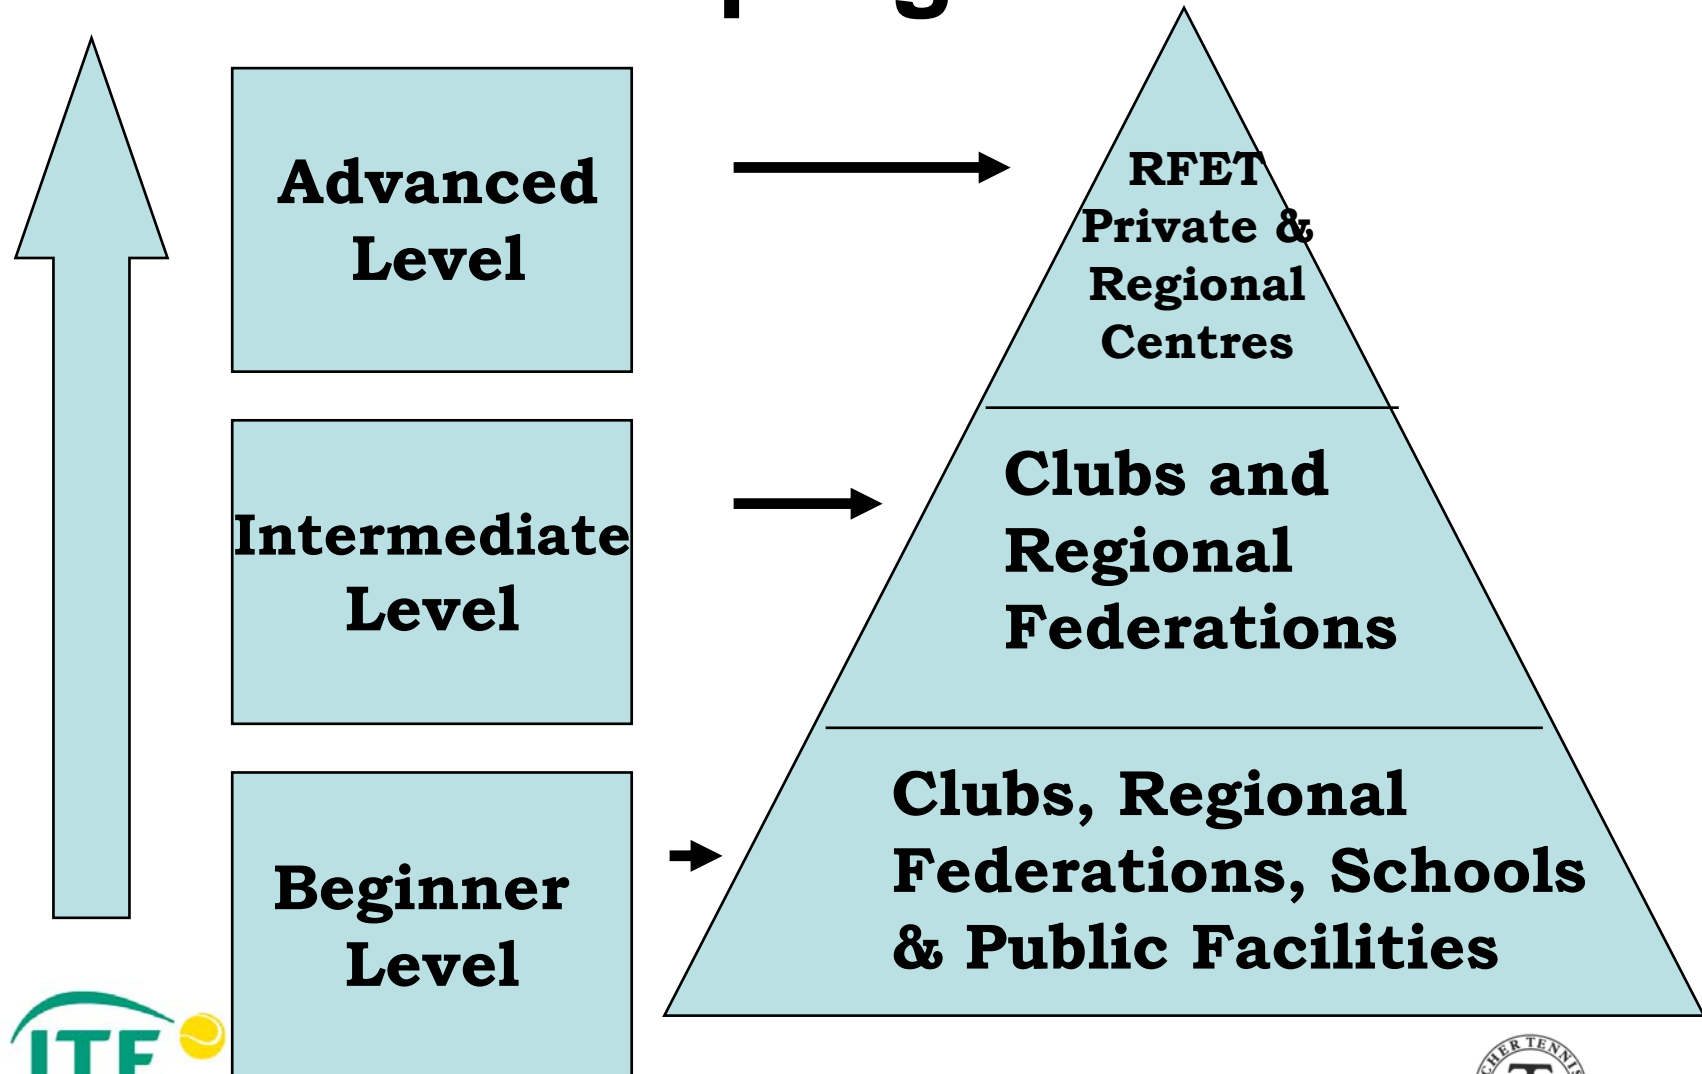 Advanced
Level
RFET
Private &
Regional
Centres
Intermediate
Level
Clubs and
Regional
Federations
Beginner
Level
Clubs, Regional
Federations, Schools
& Public Facilities
ITF
TENNIS